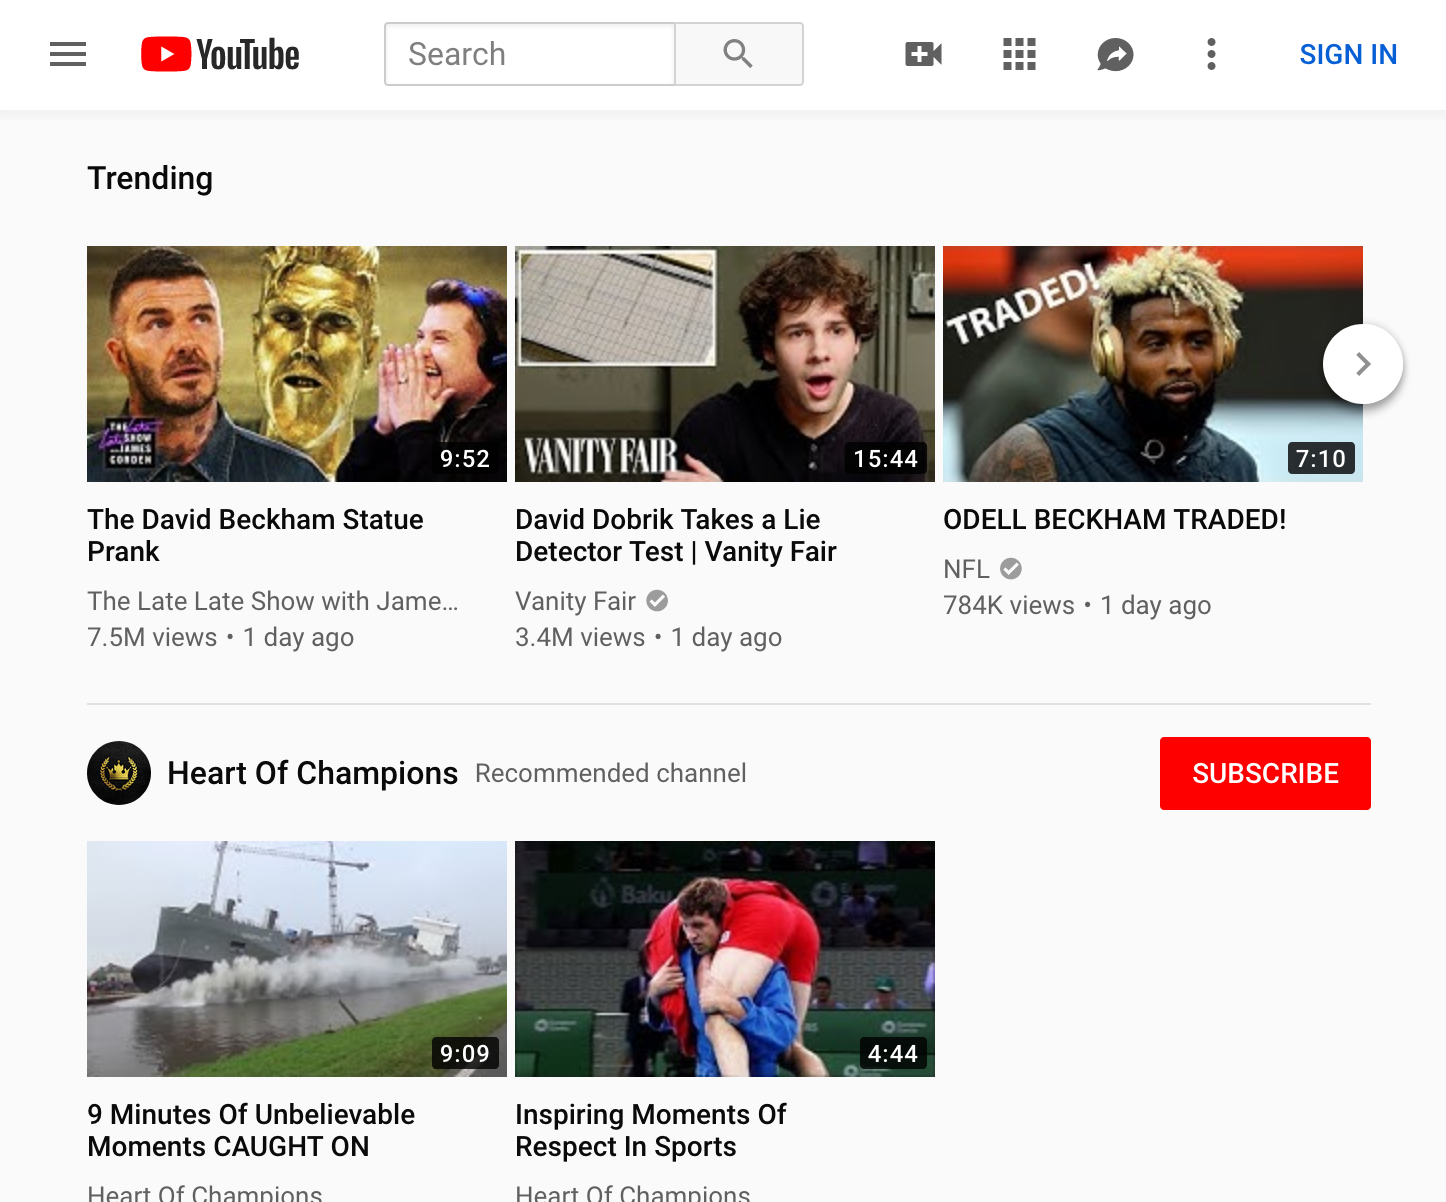 YouTube
Search
SIGN IN
Trending
THE
Late Late
SHOW
JAMES
CORDEN
9:52
VANITY FAIR
15:44
TRADED!
7:10
The David Beckham Statue
Prank
The Late Late Show with Jame...
7.5M views • 1 day ago
David Dobrik Takes a Lie
Detector Test | Vanity Fair
Vanity Fair
3.4M views • 1 day ago
ODELL BECKHAM TRADED!
NFL
784K views • 1 day ago
Heart Of Champions
Recommended channel
SUBSCRIBE
9:09
Baku
4:44
9 Minutes Of Unbelievable
Moments CAUGHT ON
Heart Of Champions
Inspiring Moments Of
Respect In Sports
Heart Of Champions